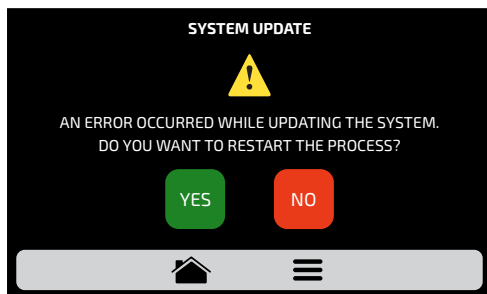 SYSTEM UPDATE
AN ERROR OCCURRED WHILE UPDATING THE SYSTEM.
DO YOU WANT TO RESTART THE PROCESS?
YES NO